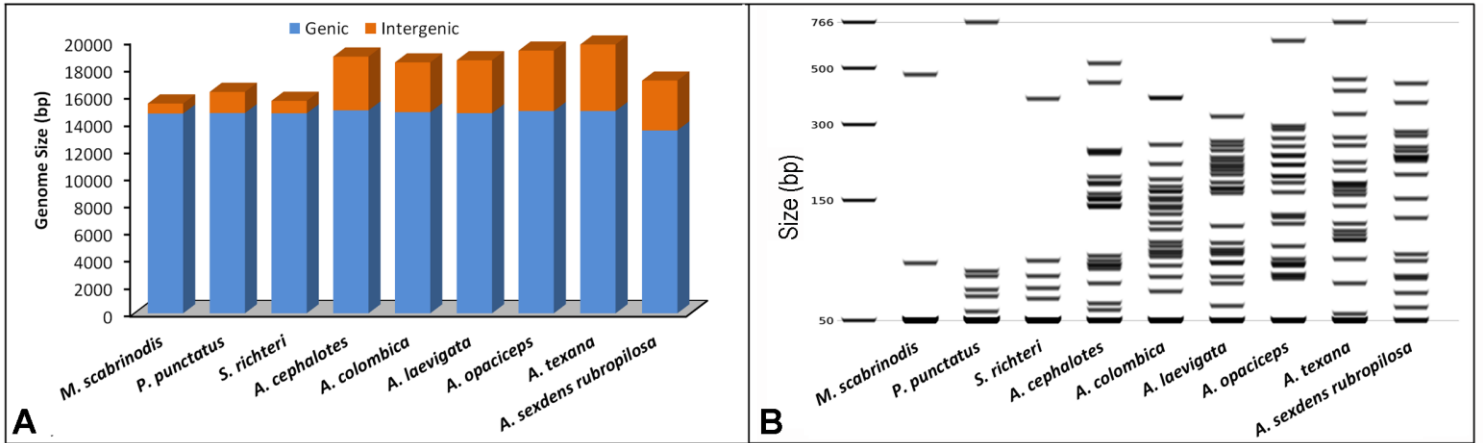 Genic Intergenic
Genome Size (bp)
20000
18000
16000
14000
12000
10000
8000
6000
4000
2000
0
M. scabrinodis
P. punctatus
S. richteri
A. cephalotes
A. colombica
A. laevigata
A. opaciceps
A. texana
A. sexdens rubropilosa
A
Size (bp)
766
500
300
150
50
M. scabrinodis
P. punctatus
S. richteri
A. cephalotes
A. colombica
A. laevigata
A. opaciceps
A. texana
A. sexdens rubropilosa
B